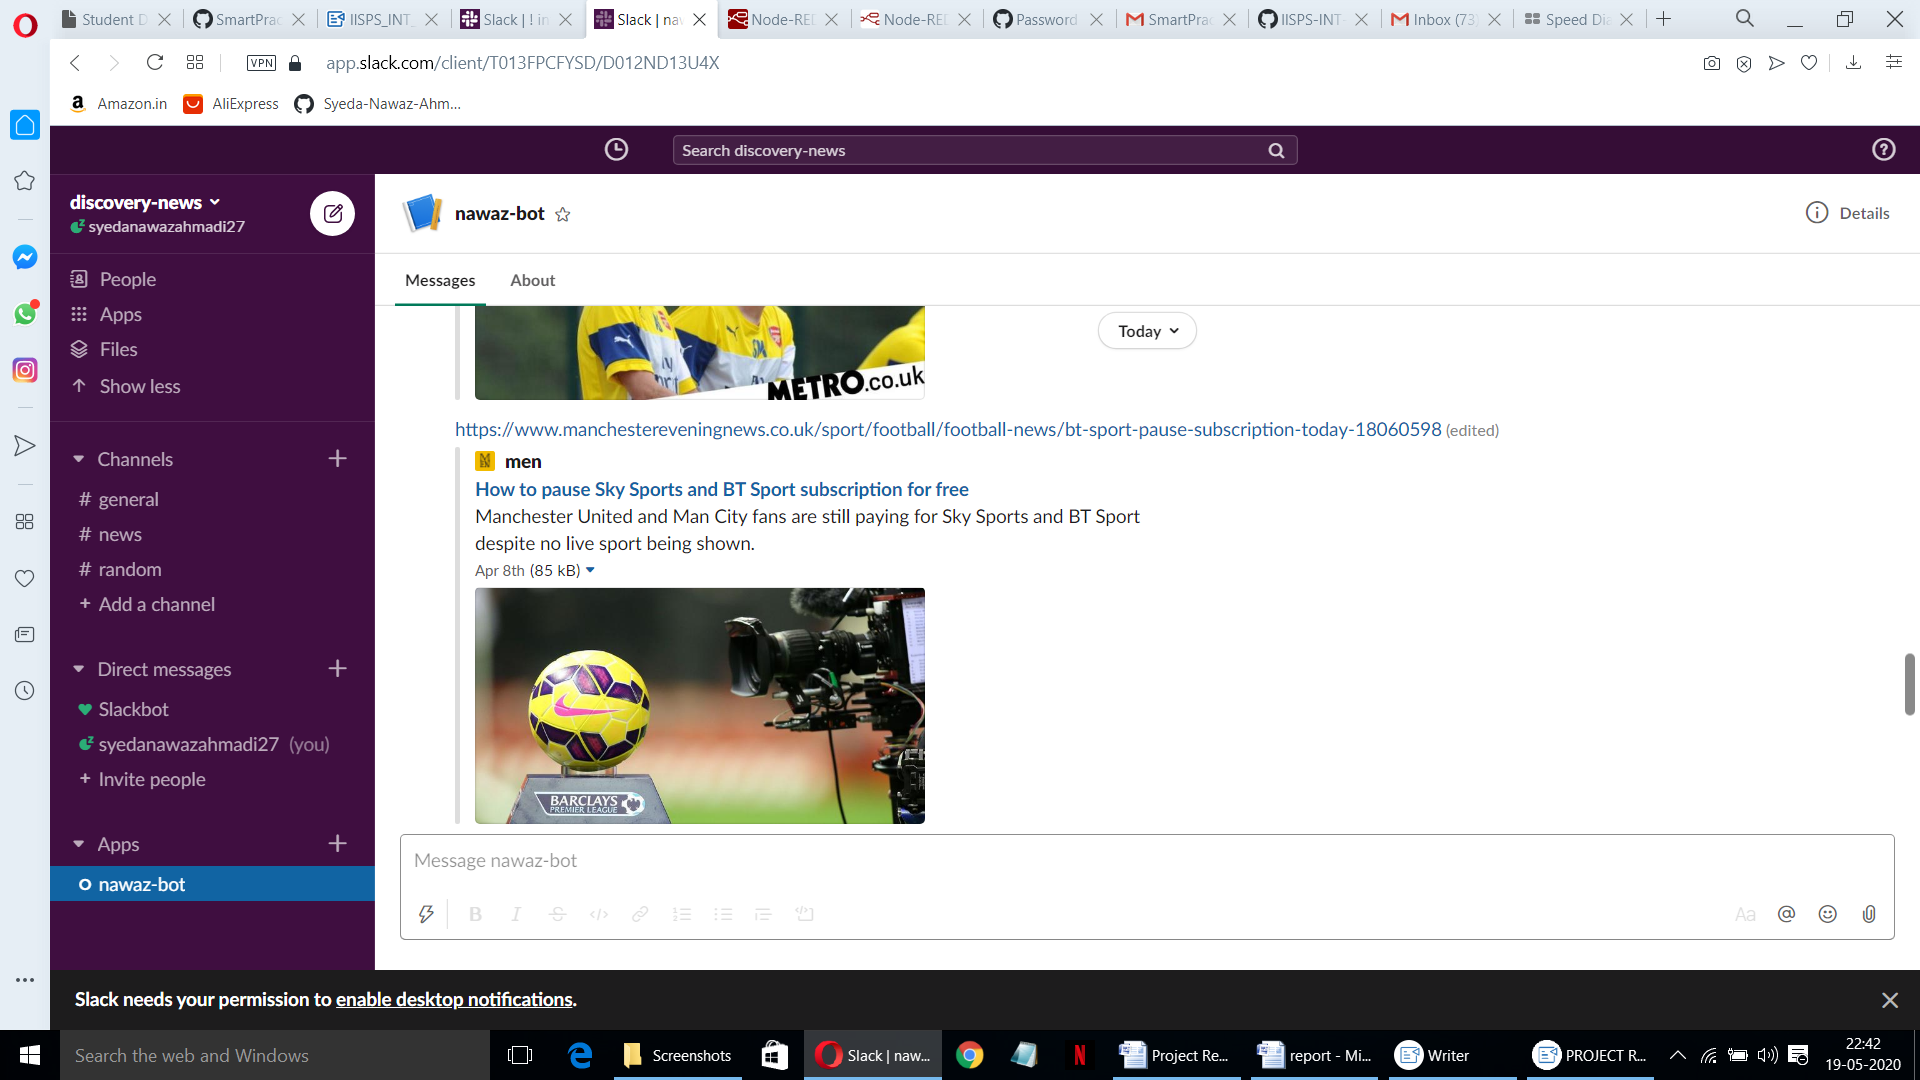 Student D
SmartPrac
IISPS_INT_
Slack | ! in
Slack | nav
Node-RED
Node-RED
Password
SmartPrac
IISPS-INT-
Inbox (73)
Speed Dia
VPN
app.slack.com/client/T013FPCFYSD/D012ND13U4X
Amazon.in
AliExpress
Syeda-Nawaz-Ahm...
Search discovery-news
discovery-news
syedanawazahmadi27
People
Apps
Files
Show less
Channels
# general
# news
# random
+ Add a channel
Direct messages
Slackbot
syedanawazahmadi27 (you)
+ Invite people
Apps
nawaz-bot
nawaz-bot
Details
Messages
About
Today
METRO.co.uk
https://www.manchestereveningnews.co.uk/sport/football/football-news/bt-sport-pause-subscription-today-18060598 (edited)
men
How to pause Sky Sports and BT Sport subscription for free
Manchester United and Man City fans are still paying for Sky Sports and BT Sport
despite no live sport being shown.
Apr 8th (85 kB)
BARCLAYS
PREMIER LEAGUE
Message nawaz-bot
Aa
Slack needs your permission to enable desktop notifications.
Search the web and Windows
Screenshots
Slack | naw...
Project Re...
report - Mi...
Writer
PROJECT R...
22:42
19-05-2020